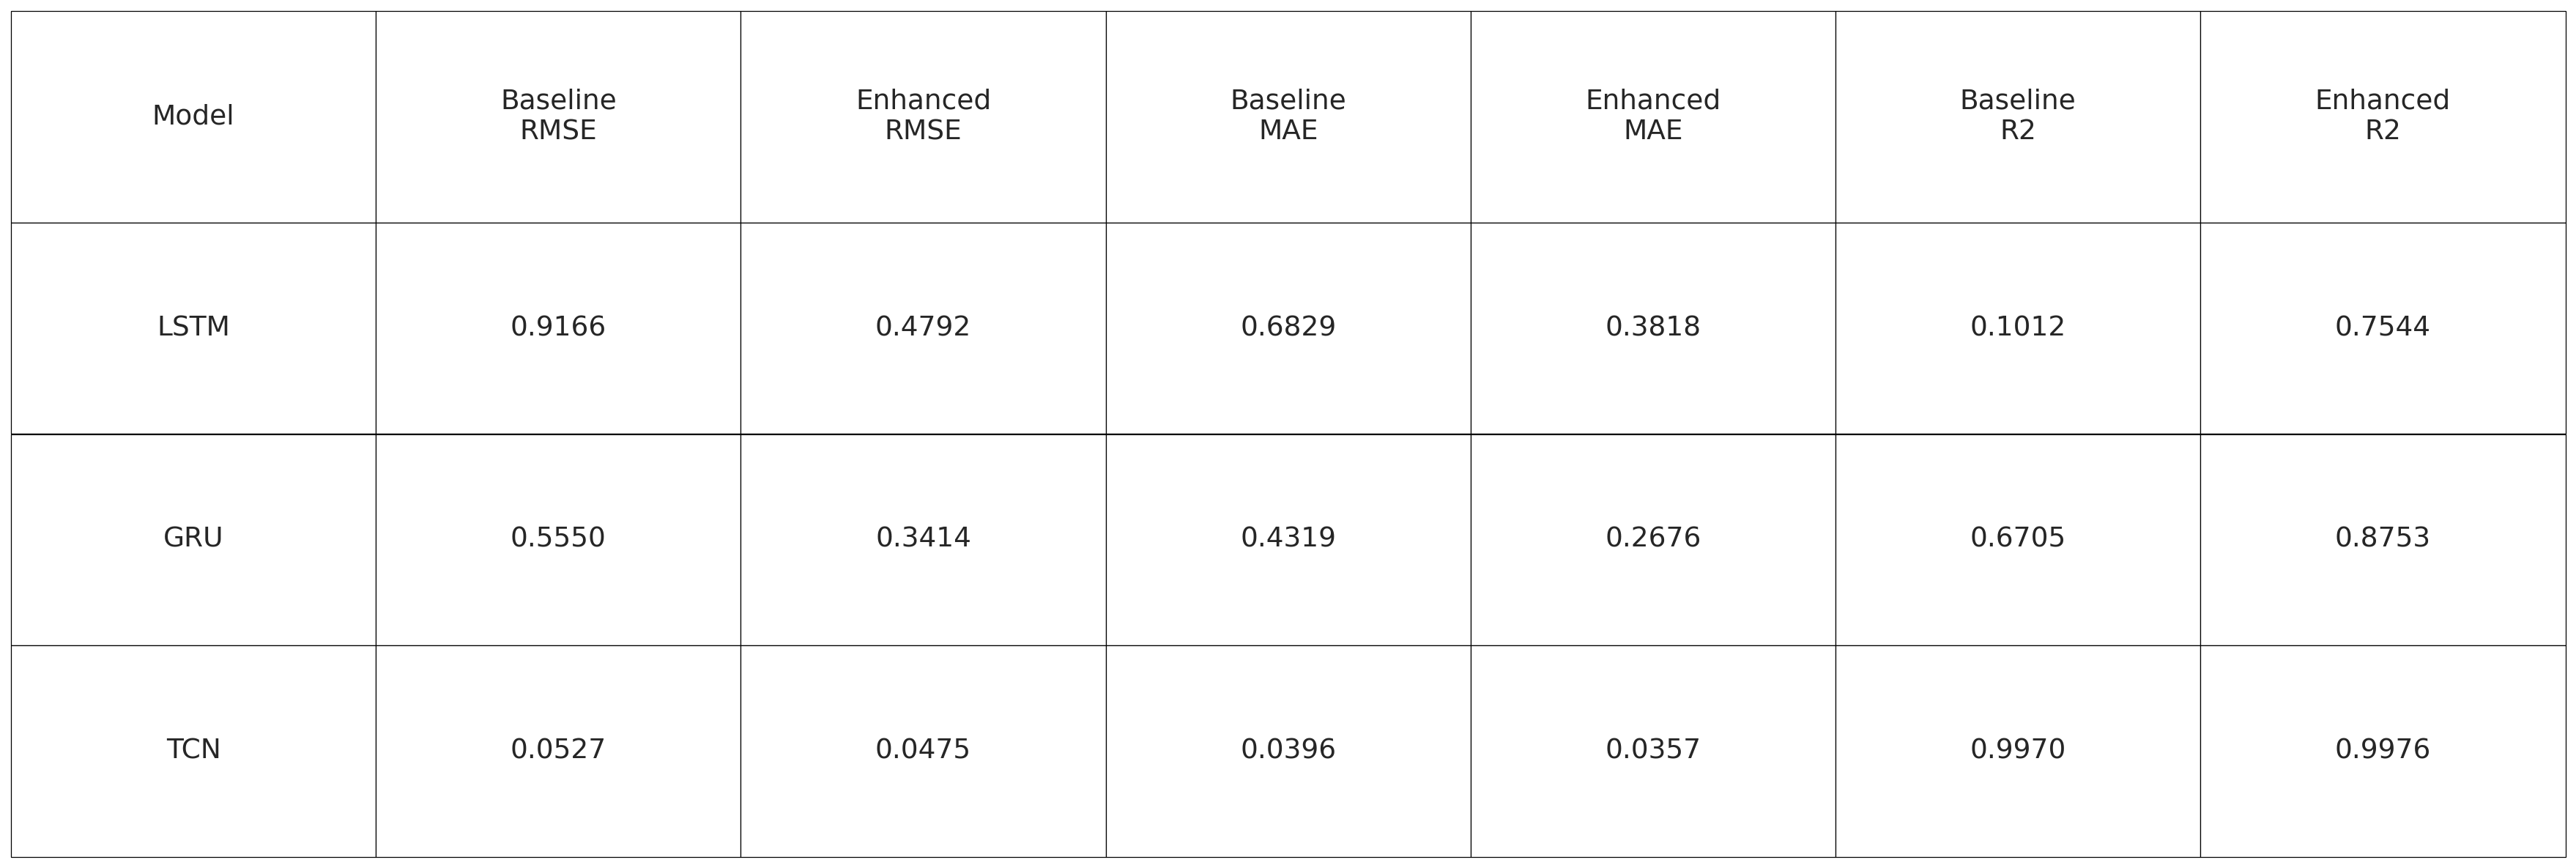 Model Baseline RMSE Enhanced RMSE Baseline MAE Enhanced MAE Baseline R2 Enhanced R2
LSTM 0.9166 0.4792 0.6829 0.3818 0.1012 0.7544
GRU 0.5550 0.3414 0.4319 0.2676 0.6705 0.8753
TCN 0.0527 0.0475 0.0396 0.0357 0.9970 0.9976